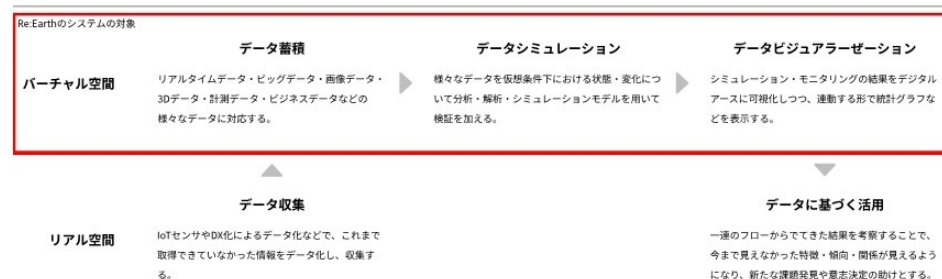 Re:Earthのシステムの対象
バーチャル空間
データ蓄積
リアルタイムデータ・ビッグデータ・画像データ・
3Dデータ・計測データ・ビジネスデータなどの
様々なデータに対応する。
データシミュレーション
様々なデータを仮想条件下における状態・変化につ
いて分析・解析・シミュレーションモデルを用いて
検証を加える。
データビジュアラーゼーション
シミュレーション・モニタリングの結果をデジタル
アースに可視化しつつ、連動する形で統計グラフな
どを表示する。
リアル空間
データ収集
IoTセンサやDX化によるデータ化などで、これまで
取得できていなかった情報をデータ化し、収集す
る。
データに基づく活用
一連のフローからでてきた結果を考察することで、
今まで見えなかった特徴・傾向・関係が見えるよう
になり、新たな課題発見や意志決定の助けとする。